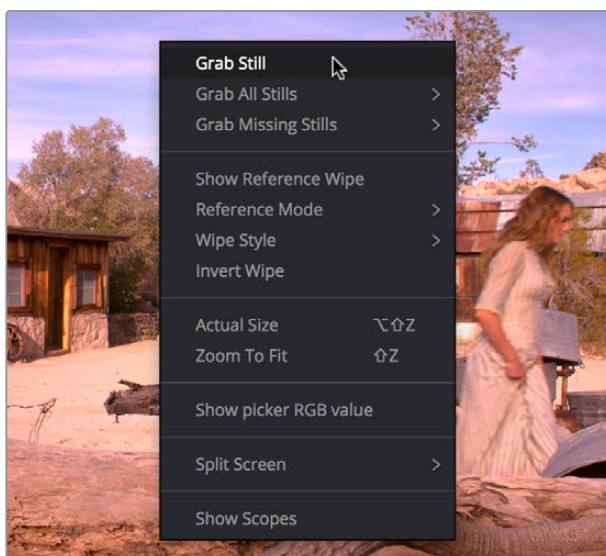 Grab Still
Grab All Stills >
Grab Missing Stills >
Show Reference Wipe
Reference Mode >
Wipe Style >
Invert Wipe
Actual Size ⌥⇧Z
Zoom To Fit ⇧Z
Show picker RGB value
Split Screen >
Show Scopes